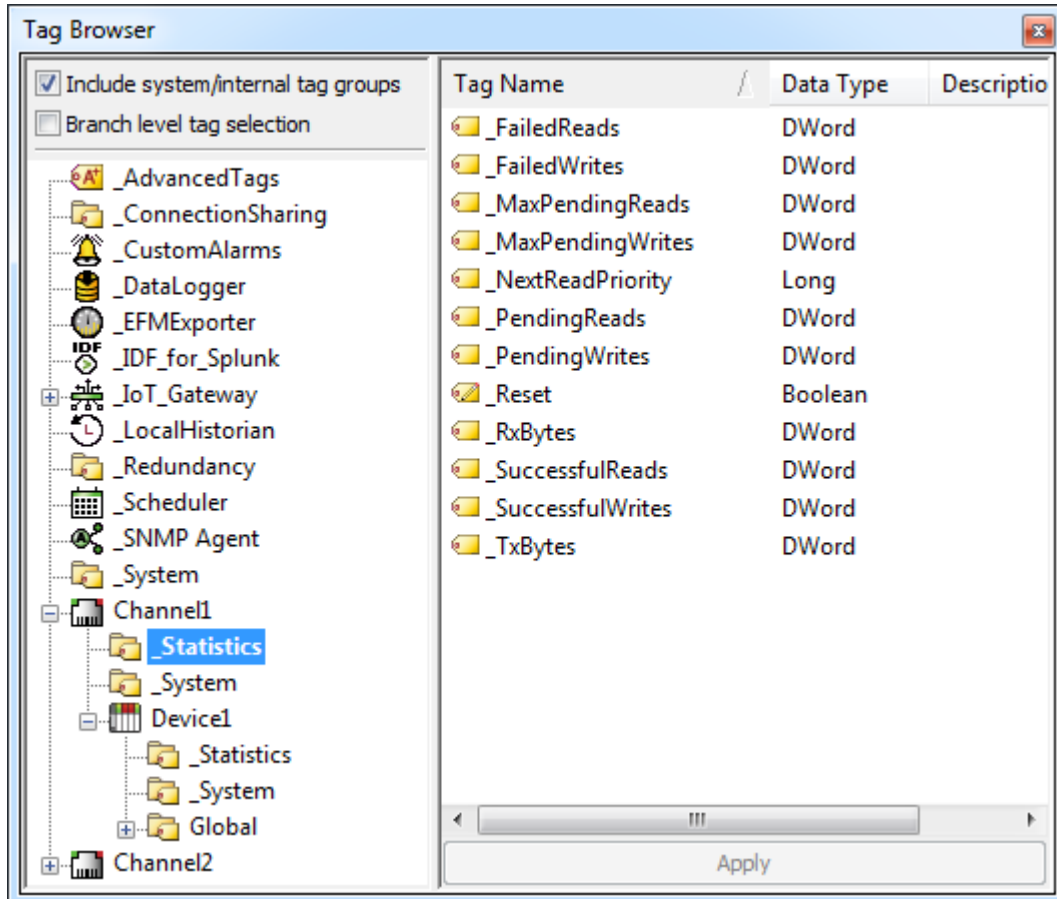 Tag Browser
Include system/internal tag groups
Branch level tag selection
_AdvancedTags
_ConnectionSharing
_CustomAlarms
_DataLogger
_EFMExporter
IDF
_IDF_for_Splunk
_IoT_Gateway
_LocalHistorian
_Redundancy
_Scheduler
_SNMP Agent
_System
Channel1
_Statistics
_System
Device1
_Statistics
_System
Global
Channel2
Tag Name Data Type Descriptio
_FailedReads DWord
_FailedWrites DWord
_MaxPendingReads DWord
_MaxPendingWrites DWord
_NextReadPriority Long
_PendingReads DWord
_PendingWrites DWord
_Reset Boolean
_RxBytes DWord
_SuccessfulReads DWord
_SuccessfulWrites DWord
_TxBytes DWord
Apply